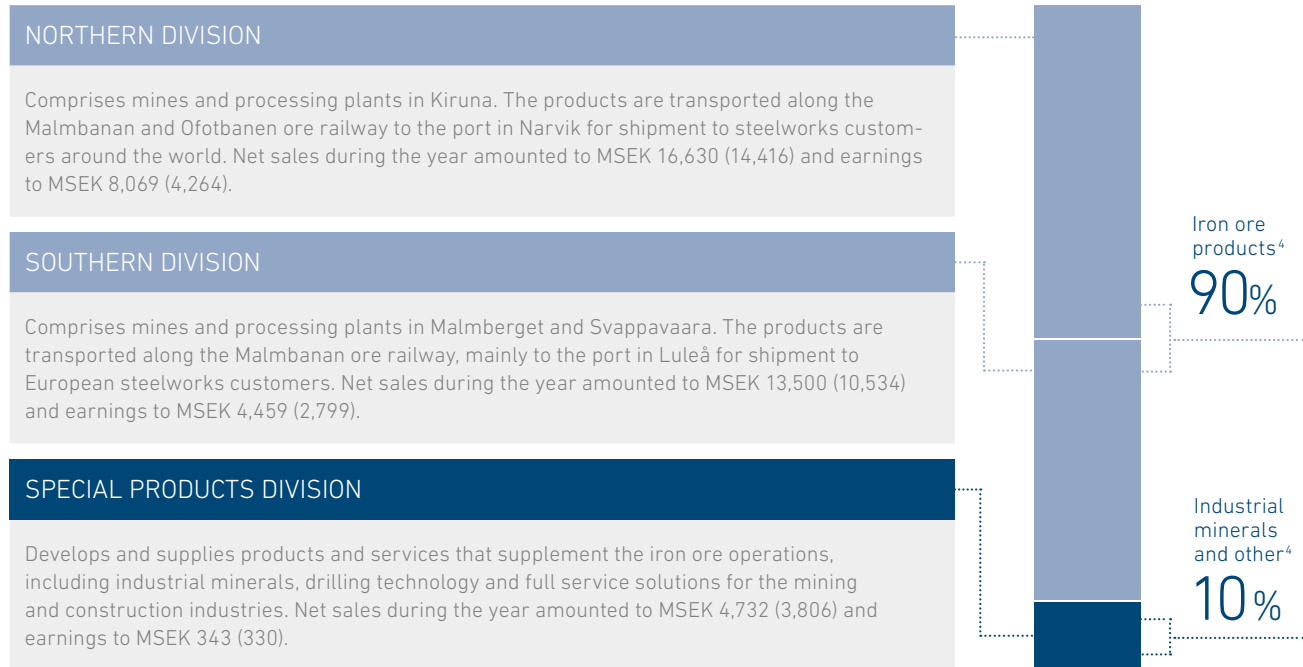 NORTHERN DIVISION
Comprises mines and processing plants in Kiruna. The products are transported along the
Malmbanan and Ofotbanen ore railway to the port in Narvik for shipment to steelworks custom-
ers around the world. Net sales during the year amounted to MSEK 16,630 (14,416) and earnings
to MSEK 8,069 (4,264).
SOUTHERN DIVISION
Comprises mines and processing plants in Malmberget and Svappavaara. The products are
transported along the Malmbanan ore railway, mainly to the port in Luleå for shipment to
European steelworks customers. Net sales during the year amounted to MSEK 13,500 (10,534)
and earnings to MSEK 4,459 (2,799).
SPECIAL PRODUCTS DIVISION
Develops and supplies products and services that supplement the iron ore operations,
including industrial minerals, drilling technology and full service solutions for the mining
and construction industries. Net sales during the year amounted to MSEK 4,732 (3,806) and
earnings to MSEK 343 (330).
Iron ore
products⁴
90%
Industrial
minerals
and other⁴
10%